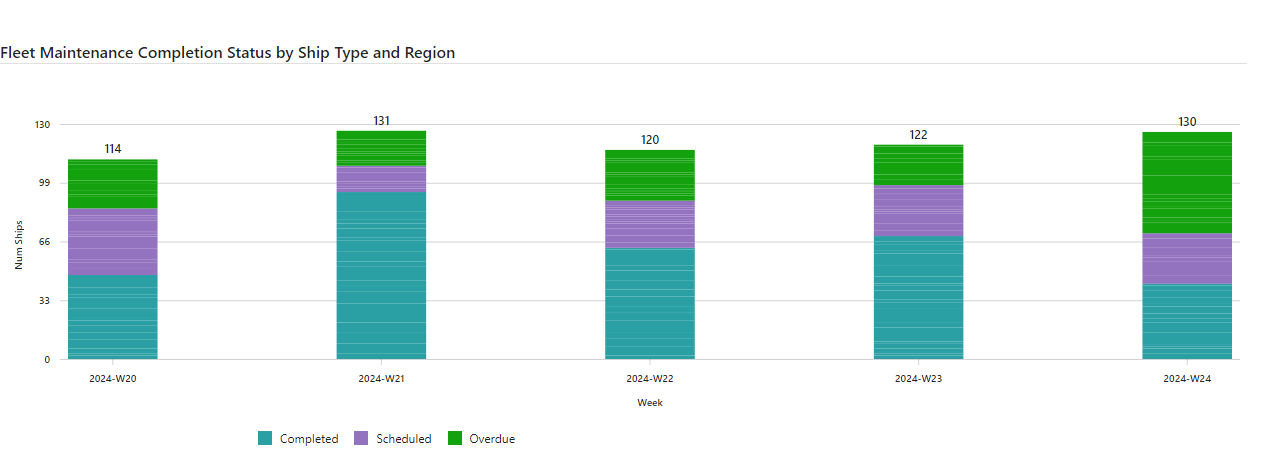 Fleet Maintenance Completion Status by Ship Type and Region
131
130
130
122
120
114
99
66
33
0
Num Ships
2024-W20
2024-W21
2024-W22
2024-W23
2024-W24
Week
Completed
Scheduled
Overdue